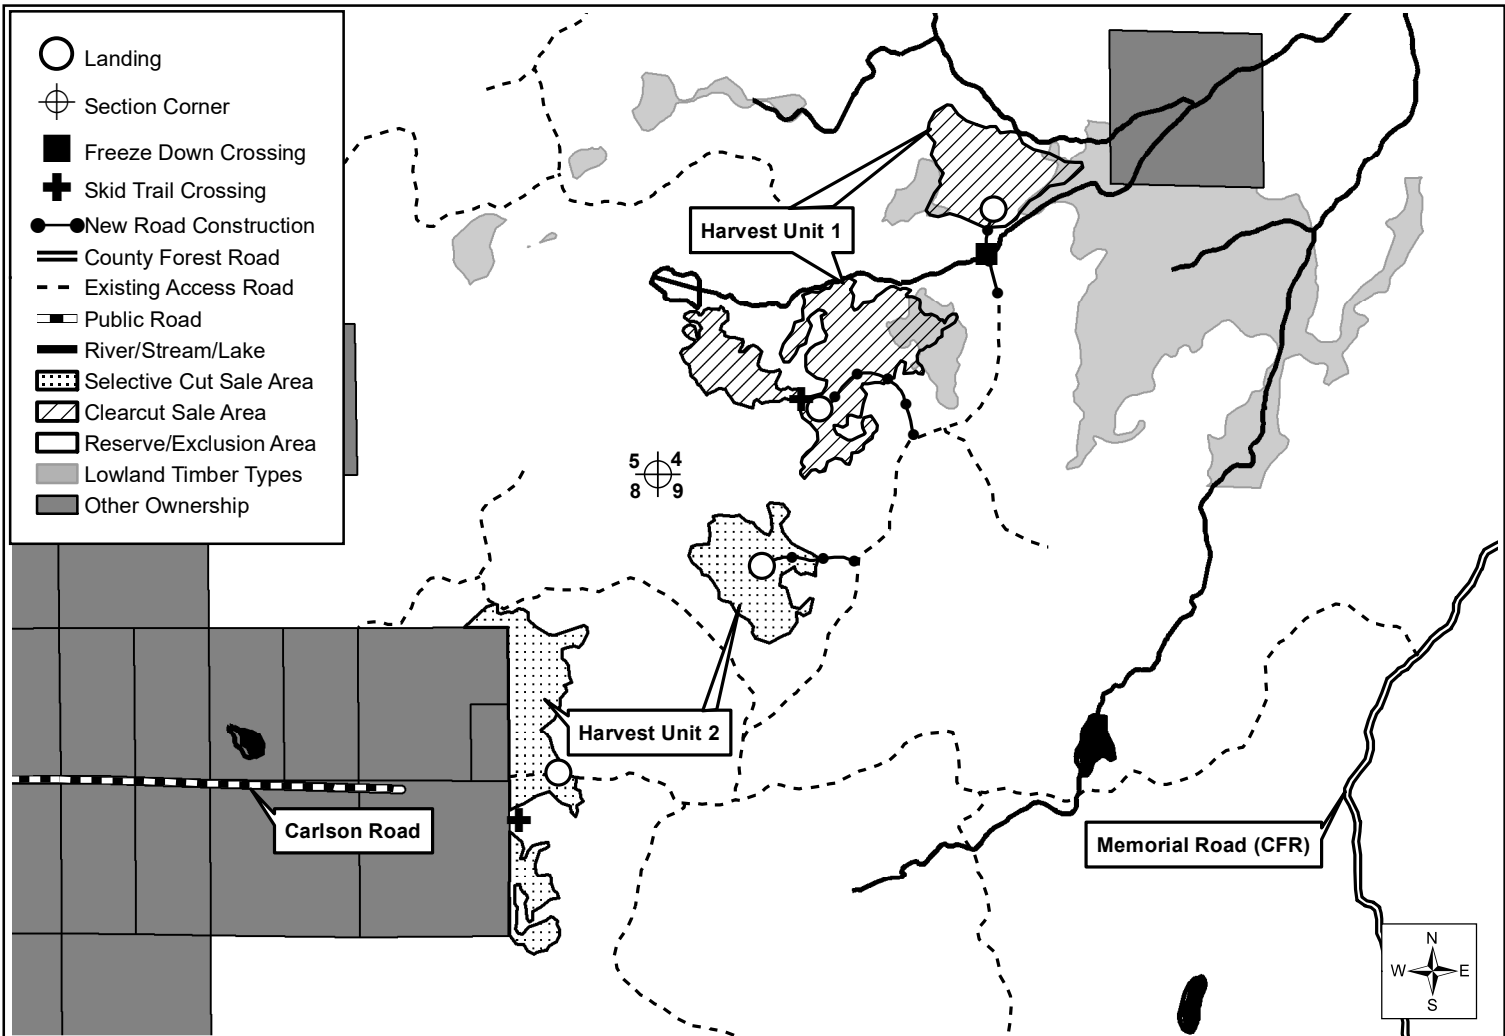 Landing
Section Corner
Freeze Down Crossing
Skid Trail Crossing
New Road Construction
County Forest Road
Existing Access Road
Public Road
River/Stream/Lake
Selective Cut Sale Area
Clearcut Sale Area
Reserve/Exclusion Area
Lowland Timber Types
Other Ownership
Harvest Unit 1
5 4
8 9
Harvest Unit 2
Carlson Road
Memorial Road (CFR)
N
W E
S